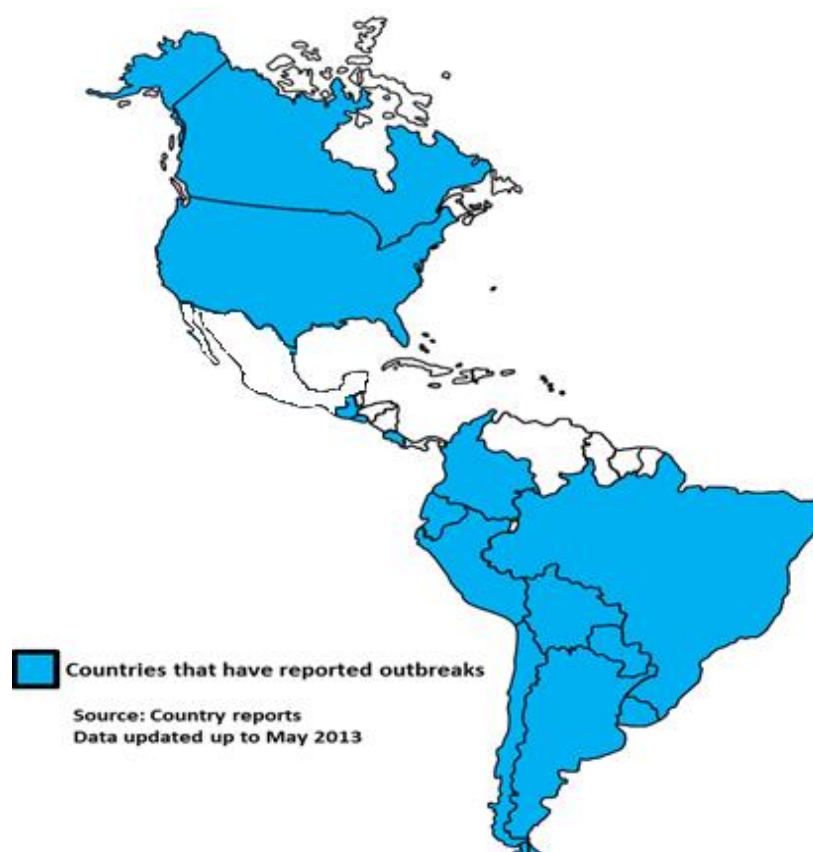 Countries that have reported outbreaks
Source: Country reports
Data updated up to May 2013